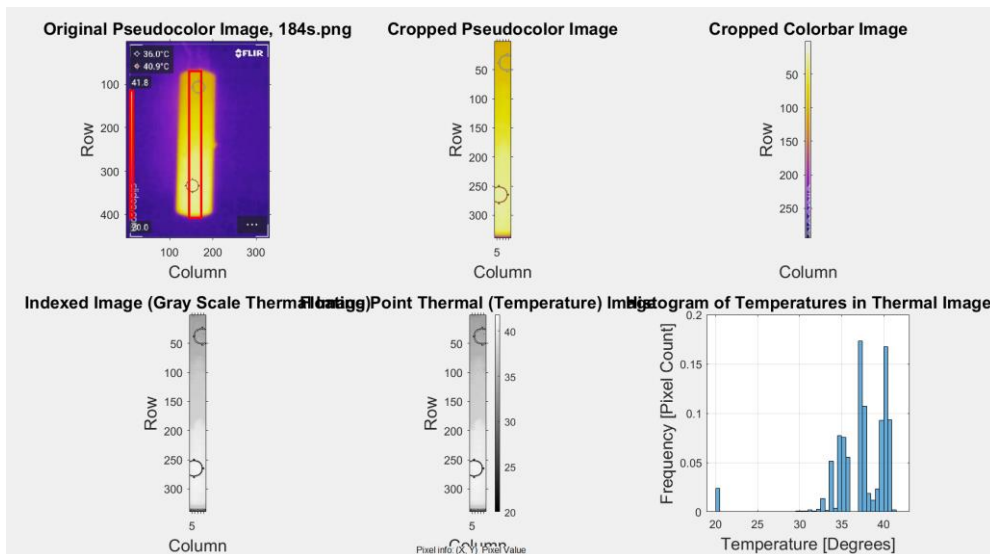 Original Pseudocolor Image, 184s.png
36.0°C
40.9°C
FLIR
41.8
20.0
...
100
200
300
400
Row
100 200 300
Column
Cropped Pseudocolor Image
50
100
150
200
250
300
Row
5
Column
Cropped Colorbar Image
50
100
150
200
250
Row
Column
Indexed Image (Gray Scale Thermal Image)
50
100
150
200
250
300
Row
5
Column
Floating Point Thermal (Temperature) Image
50
100
150
200
250
300
Row
5
40
35
30
25
20
Pixel info: (X, Y) Pixel Value
Histogram of Temperatures in Thermal Image
0.2
0.15
0.1
0.05
0
Frequency [Pixel Count]
20 25 30 35 40
Temperature [Degrees]